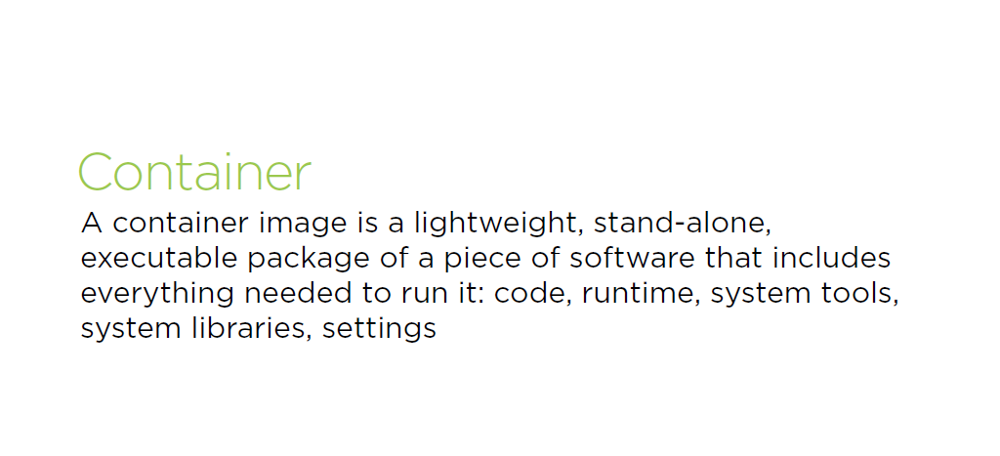 Container
A container image is a lightweight, stand-alone,
executable package of a piece of software that includes
everything needed to run it: code, runtime, system tools,
system libraries, settings